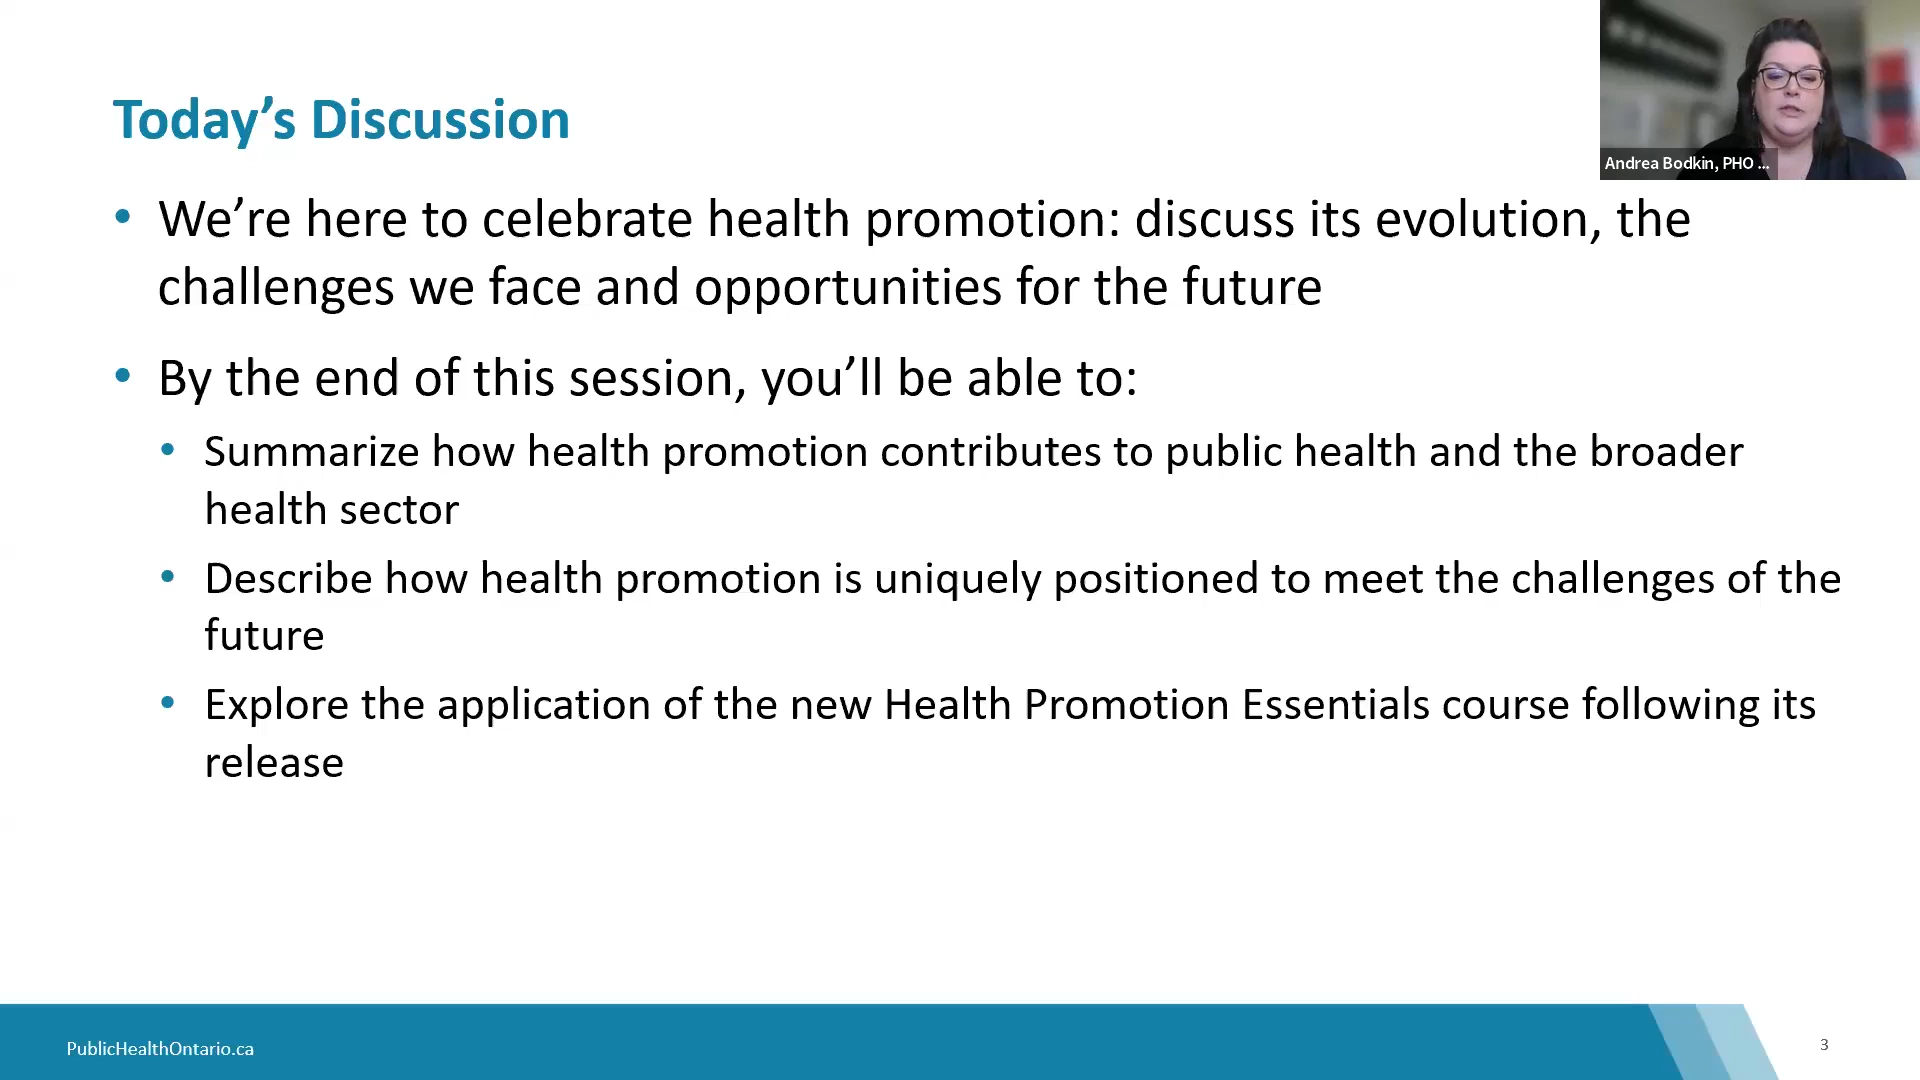 Today’s Discussion
Andrea Bodkin, PHO ...
• We’re here to celebrate health promotion: discuss its evolution, the
challenges we face and opportunities for the future
• By the end of this session, you’ll be able to:
• Summarize how health promotion contributes to public health and the broader
health sector
• Describe how health promotion is uniquely positioned to meet the challenges of the
future
• Explore the application of the new Health Promotion Essentials course following its
release
PublicHealthOntario.ca
3